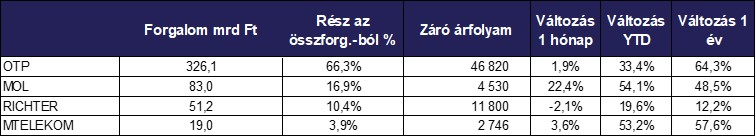 Forgalom mrd Ft Rész az összforg.-ból % Záró árfolyam Változás 1 hónap Változás YTD Változás 1 év
OTP 326,1 66,3% 46 820 1,9% 33,4% 64,3%
MOL 83,0 16,9% 4 530 22,4% 54,1% 48,5%
RICHTER 51,2 10,4% 11 800 -2,1% 19,6% 12,2%
MTELEKOM 19,0 3,9% 2 746 3,6% 53,2% 57,6%